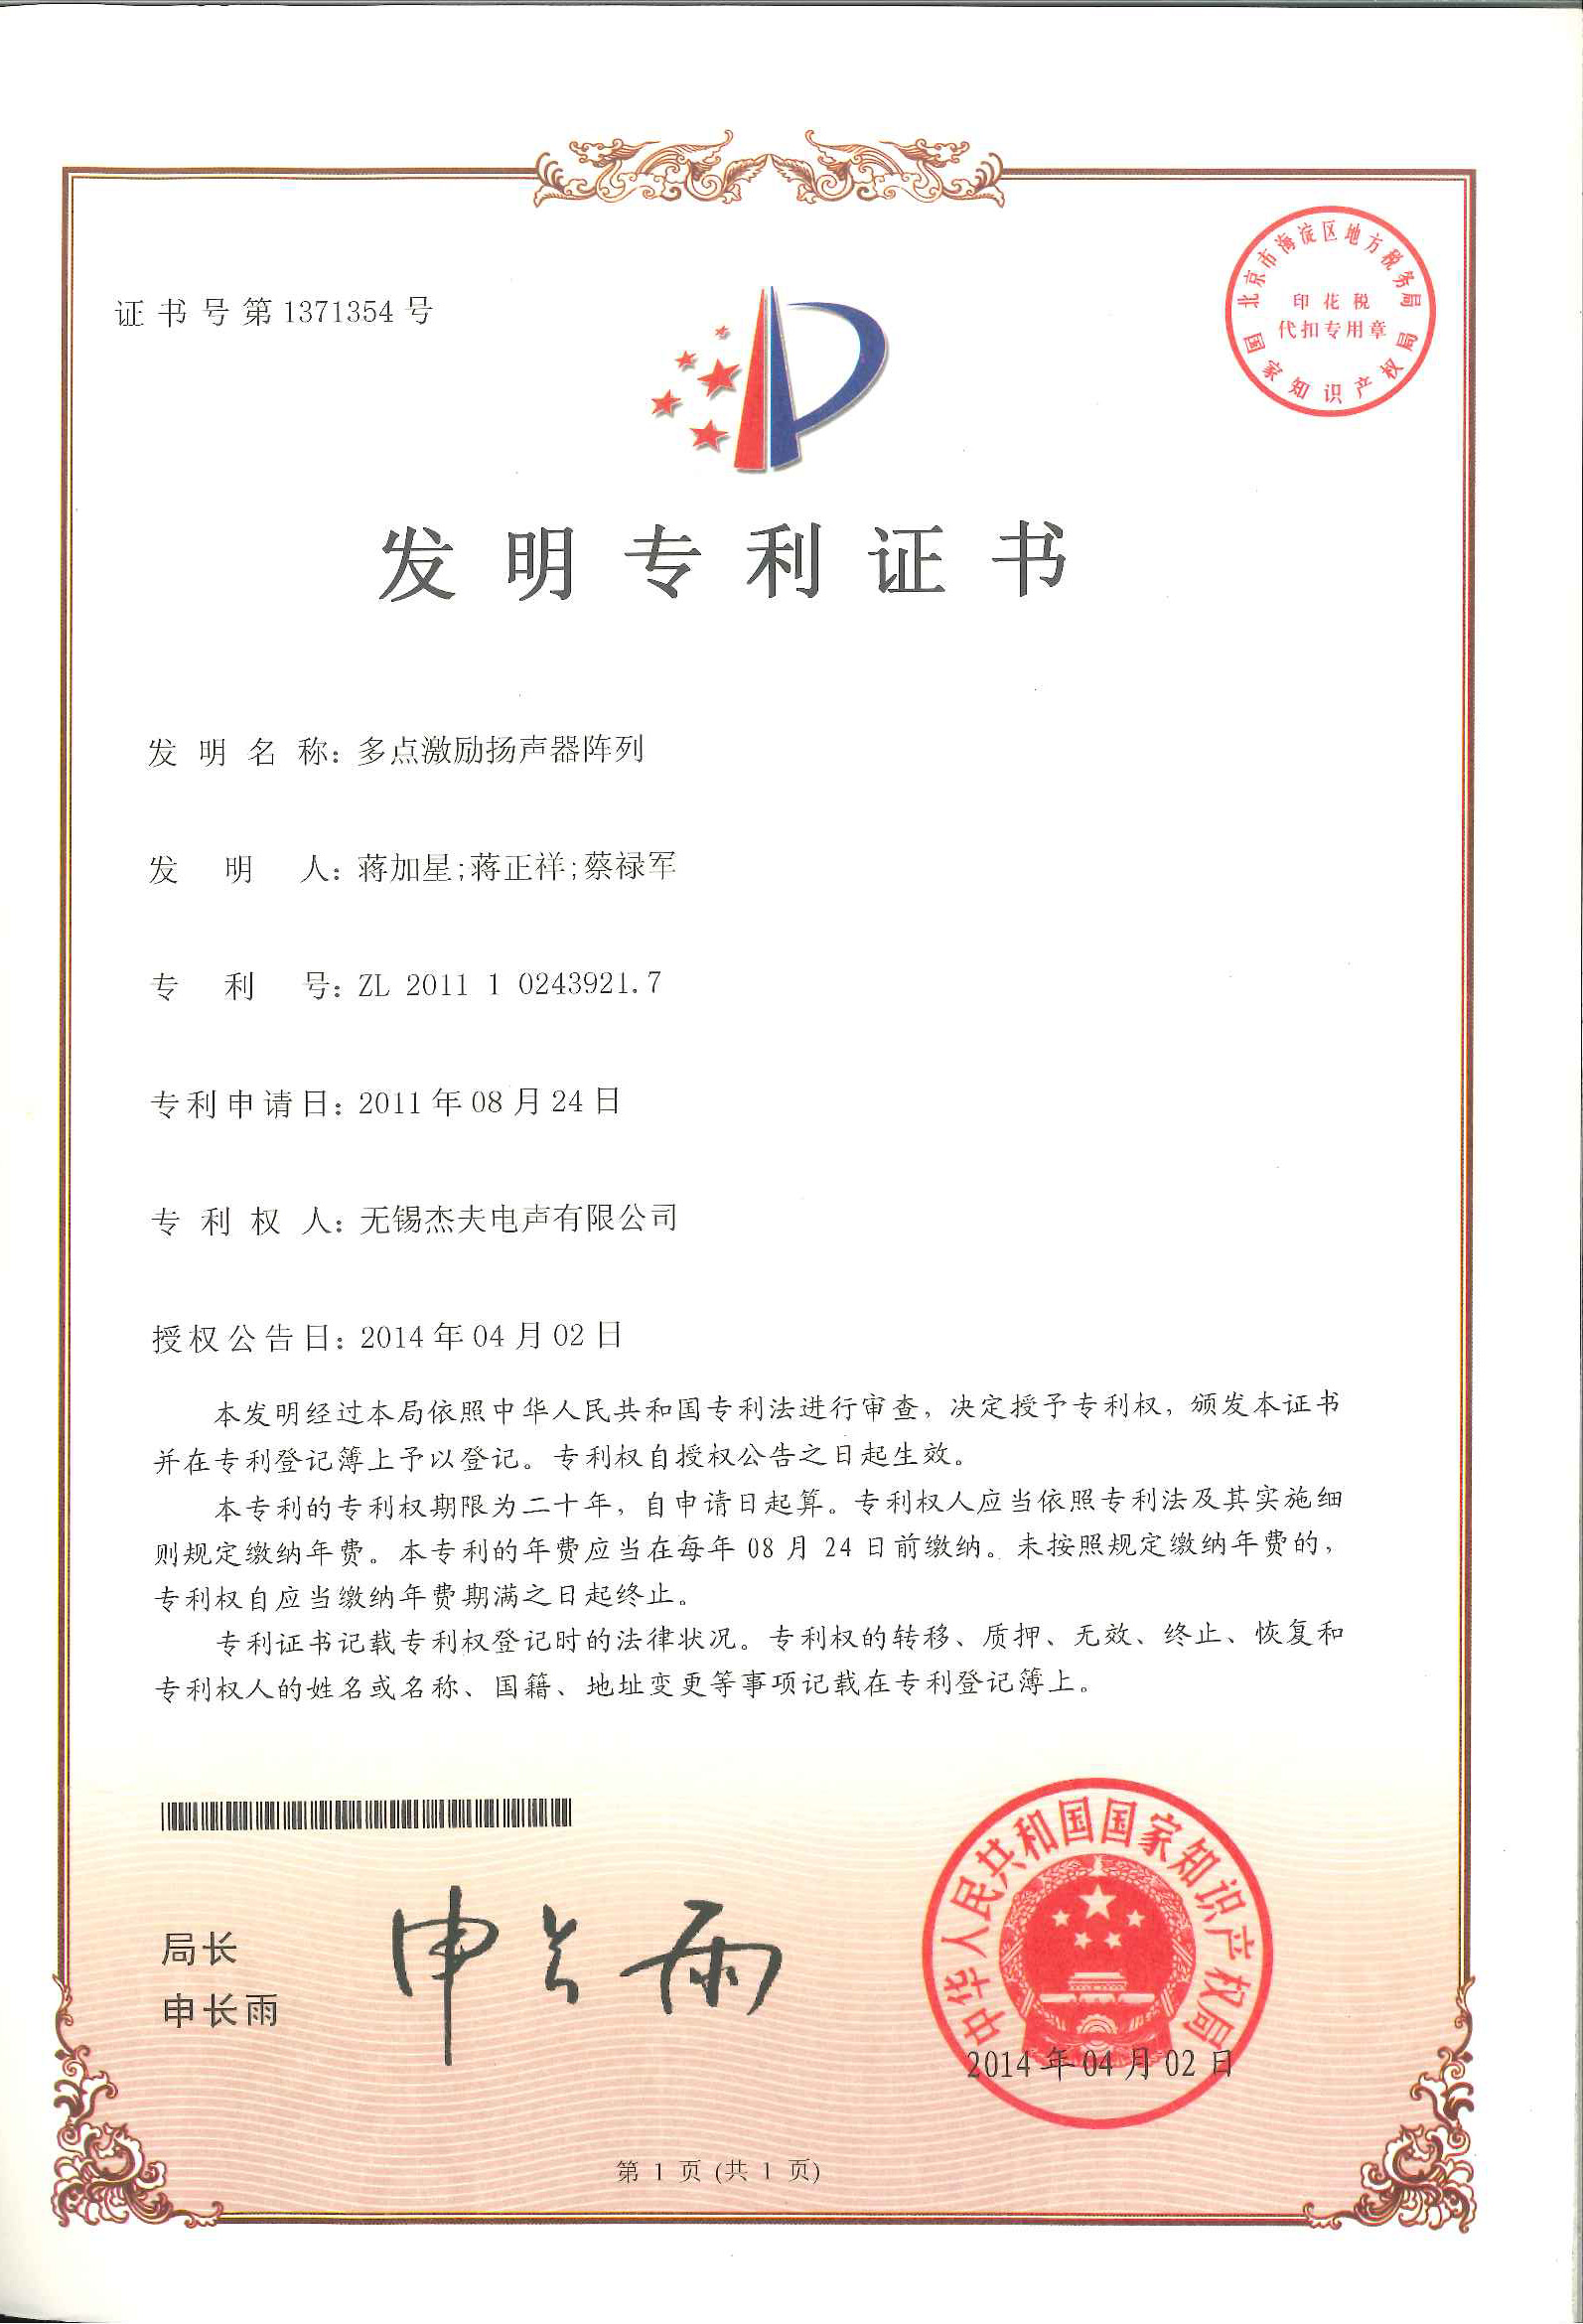 证书号第1371354号
北京市海淀区地方税务局
印花税
代扣专用章
国家知识产权局
发明专利证书
发明名称：多点激励扬声器阵列
发明人：蒋加星;蒋正祥;蔡禄军
专利号：ZL 2011 1 0243921.7
专利申请日：2011年08月24日
专利权人：无锡杰夫电声有限公司
授权公告日：2014年04月02日
本发明经过本局依照中华人民共和国专利法进行审查，决定授予专利权，颁发本证书
并在专利登记簿上予以登记。专利权自授权公告之日起生效。
本专利的专利权期限为二十年，自申请日起算。专利权人应当依照专利法及其实施细
则规定缴纳年费。本专利的年费应当在每年 08 月 24 日前缴纳。未按照规定缴纳年费的，
专利权自应当缴纳年费期满之日起终止。
专利证书记载专利权登记时的法律状况。专利权的转移、质押、无效、终止、恢复和
专利权人的姓名或名称、国籍、地址变更等事项记载在专利登记簿上。
局长
申长雨
申长雨
中华人民共和国国家知识产权局
2014年04月02日
第 1 页 (共 1 页)